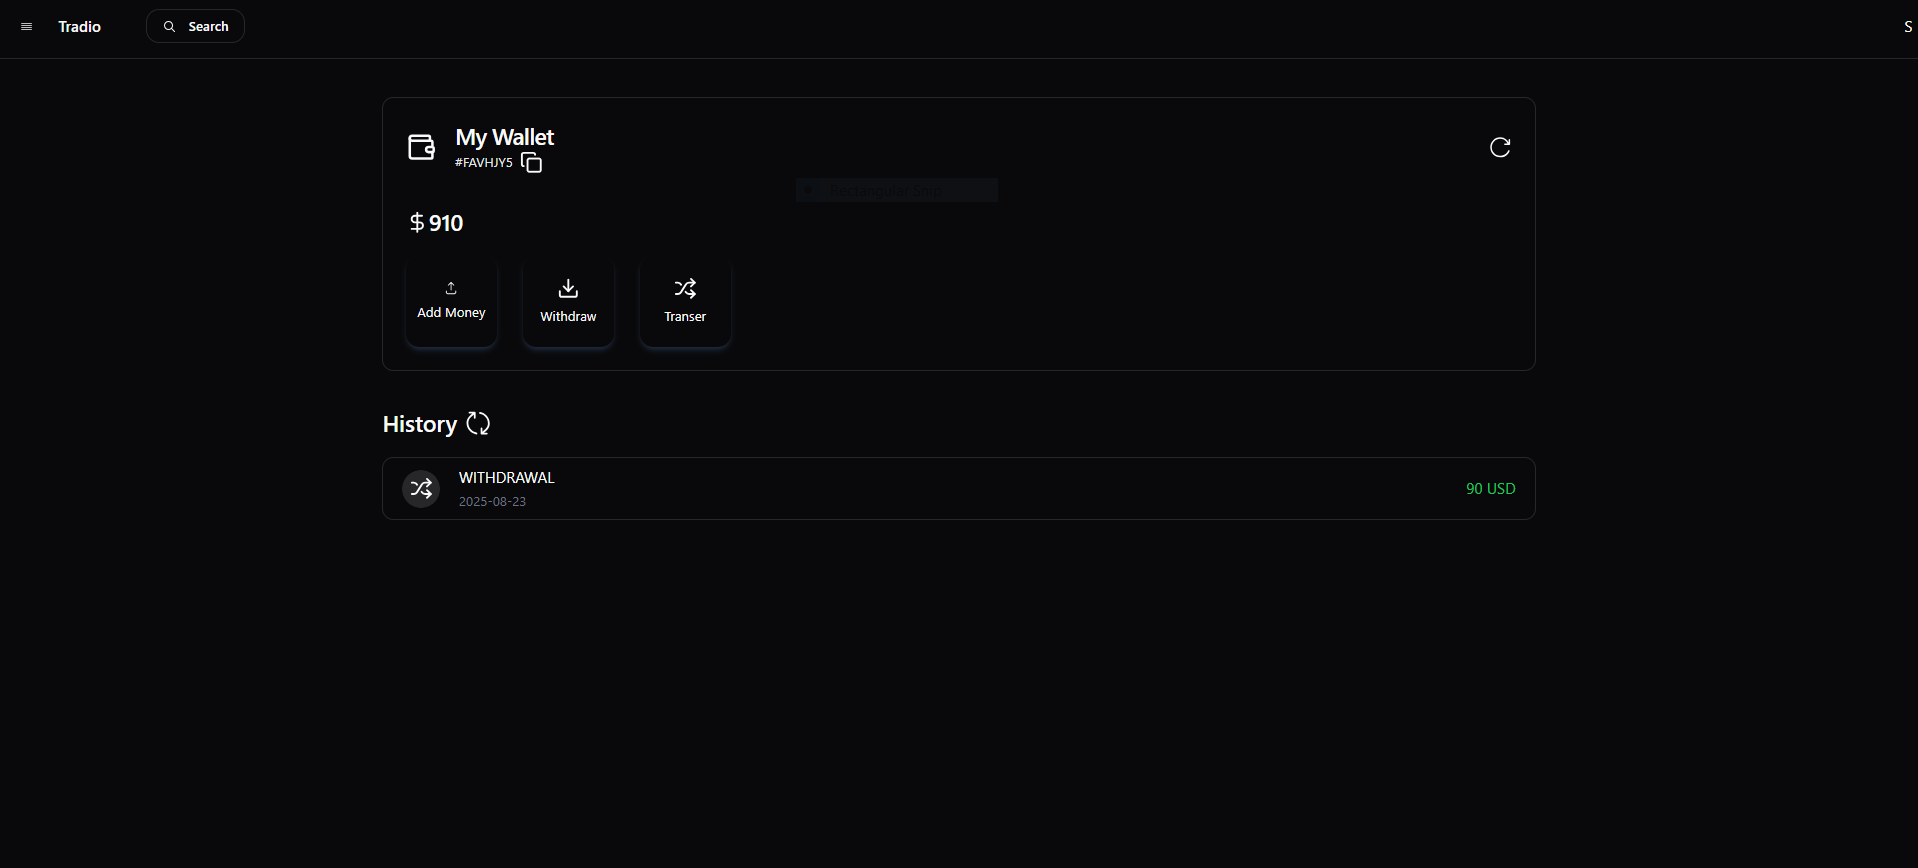 Tradio
Search
S
My Wallet
#FAVHJY5
Rectangular Snip
$910
Add Money
Withdraw
Transer
History
WITHDRAWAL
2025-08-23
90 USD